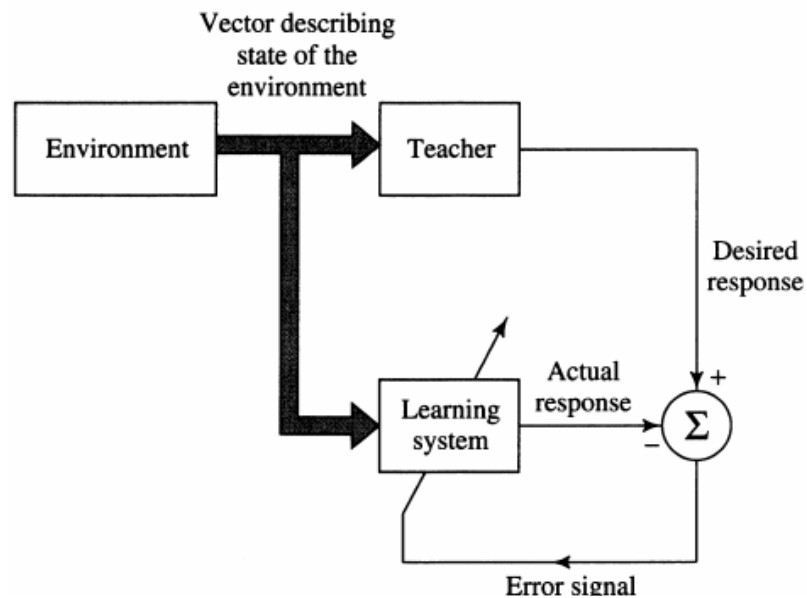 Vector describing
state of the
environment
Environment
Teacher
Desired
response
Learning
system
Actual
response
+
−
Σ
Error signal